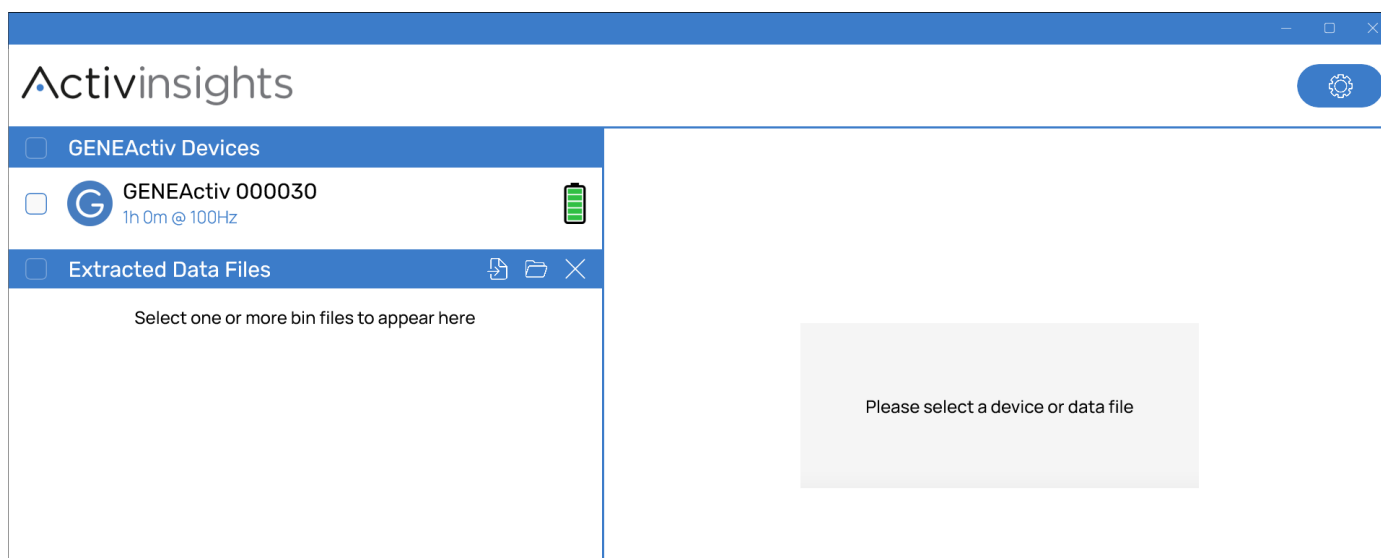 Activinsights
GENEActiv Devices
GENEActiv 000030
1h 0m @ 100Hz
Extracted Data Files
Select one or more bin files to appear here
Please select a device or data file